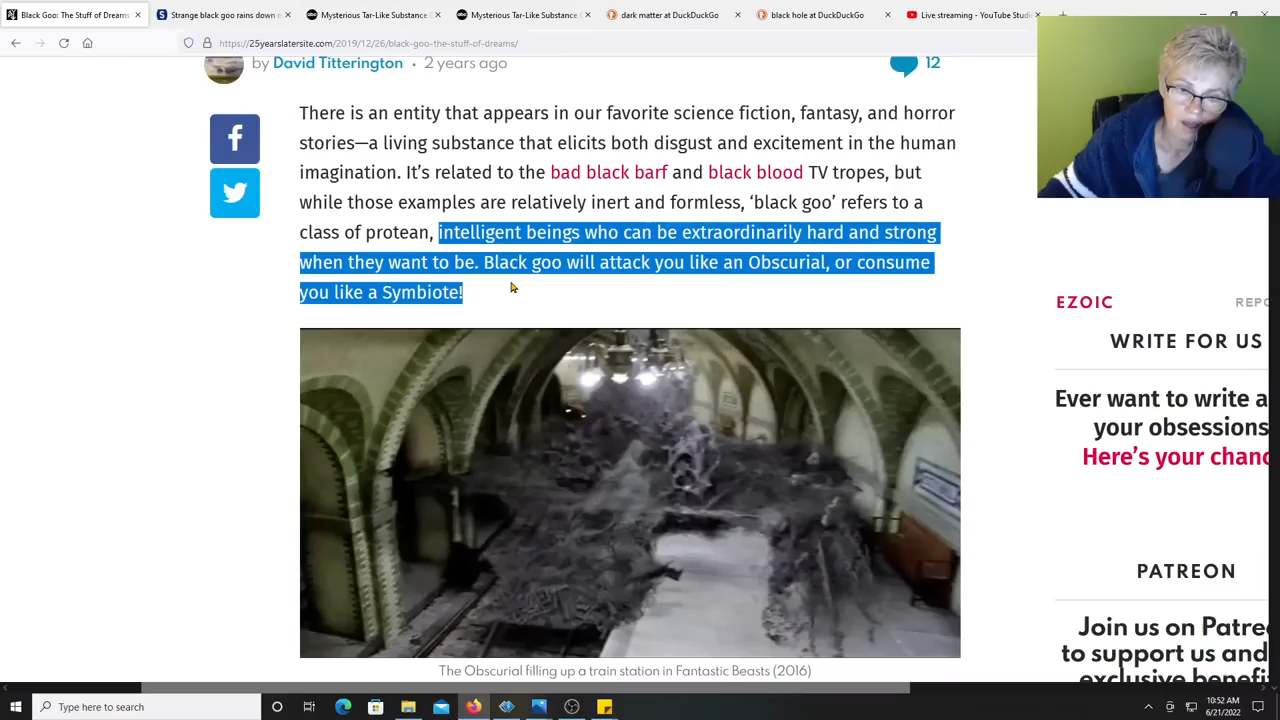 Black Goo: The Stuff of Dreams
Strange black goo rains down o
Mysterious Tar-Like Substance
Mysterious Tar-Like Substance
dark matter at DuckDuckGo
black hole at DuckDuckGo
Live streaming - YouTube Studi
https://25yearslatersite.com/2019/12/26/black-goo-the-stuff-of-dreams/
by David Titterington · 2 years ago
12
There is an entity that appears in our favorite science fiction, fantasy, and horror
stories—a living substance that elicits both disgust and excitement in the human
imagination. It's related to the bad black barf and black blood TV tropes, but
while those examples are relatively inert and formless, ‘black goo’ refers to a
class of protean, intelligent beings who can be extraordinarily hard and strong
when they want to be. Black goo will attack you like an Obscurial, or consume
you like a Symbiote!
The Obscurial filling up a train station in Fantastic Beasts (2016)
EZOIC
REPO
WRITE FOR US
Ever want to write a
your obsessions
Here's your chanc
PATREON
Join us on Patre
to support us and
exclusive benefi
Type here to search
10:52 AM
6/21/2022